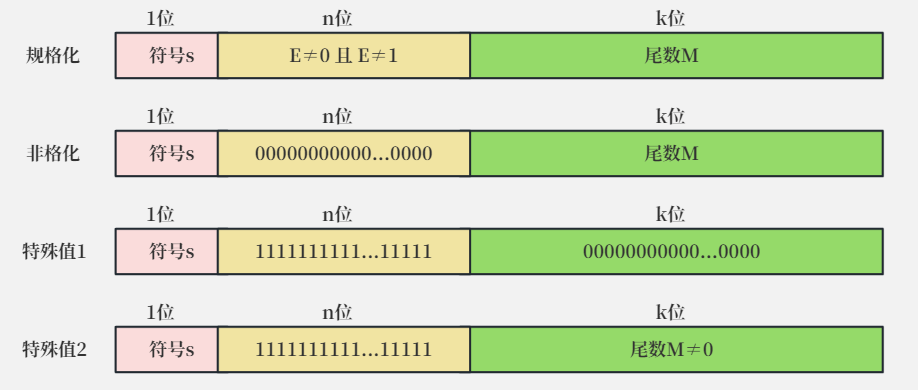 1位 n位 k位
规格化 符号s E≠0 且 E≠1 尾数M
1位 n位 k位
非格化 符号s 00000000000...0000 尾数M
1位 n位 k位
特殊值1 符号s 1111111111...11111 00000000000...0000
1位 n位 k位
特殊值2 符号s 1111111111...11111 尾数M≠0